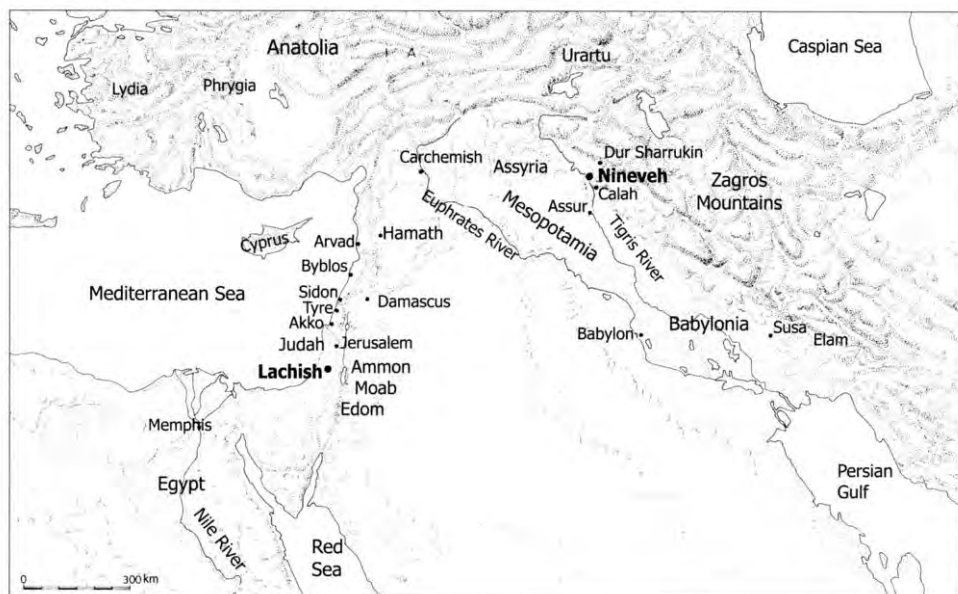 Anatolia
I A
Urartu
Caspian Sea
Lydia
Phrygia
Carchemish
Assyria
Dur Sharrukin
Nineveh
Calah
Zagros
Mountains
Assur
Mesopotamia
Euphrates River
Tigris River
Cyprus
Arvad
Hamath
Byblos
Mediterranean Sea
Sidon
Damascus
Tyre
Akko
Babylon
Babylonia
Susa
Elam
Judah
Jerusalem
Lachish
Ammon
Moab
Edom
Memphis
Egypt
Nile River
Red
Sea
Persian
Gulf
0 300 km